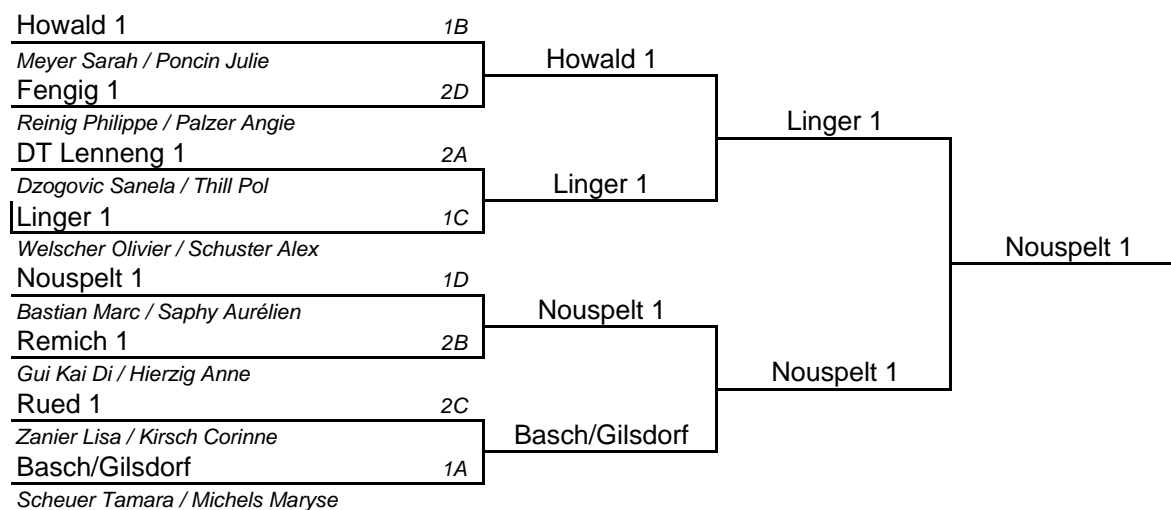 Howald 1 1B
Meyer Sarah / Poncin Julie
Howald 1
Fengig 1 2D
Reinig Philippe / Palzer Angie
Linger 1
DT Lenneng 1 2A
Dzogovic Sanela / Thill Pol
Linger 1
Linger 1 1C
Welscher Olivier / Schuster Alex
Nouspelt 1
Nouspelt 1 1D
Bastian Marc / Saphy Aurélien
Nouspelt 1
Remich 1 2B
Gui Kai Di / Hierzig Anne
Nouspelt 1
Rued 1 2C
Zanier Lisa / Kirsch Corinne
Basch/Gilsdorf
Basch/Gilsdorf 1A
Scheuer Tamara / Michels Maryse